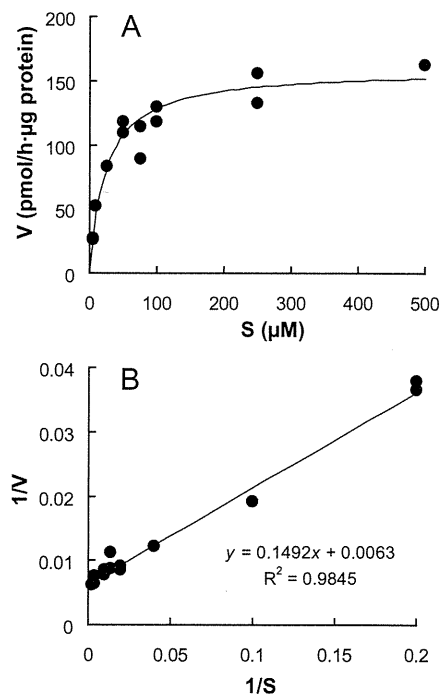 A
200
150
100
50
0
V (pmol/h·µg protein)
0 100 200 300 400 500
S (µM)
B
0.04
0.03
0.02
0.01
0
1/V
y = 0.1492x + 0.0063
R² = 0.9845
0 0.05 0.1 0.15 0.2
1/S